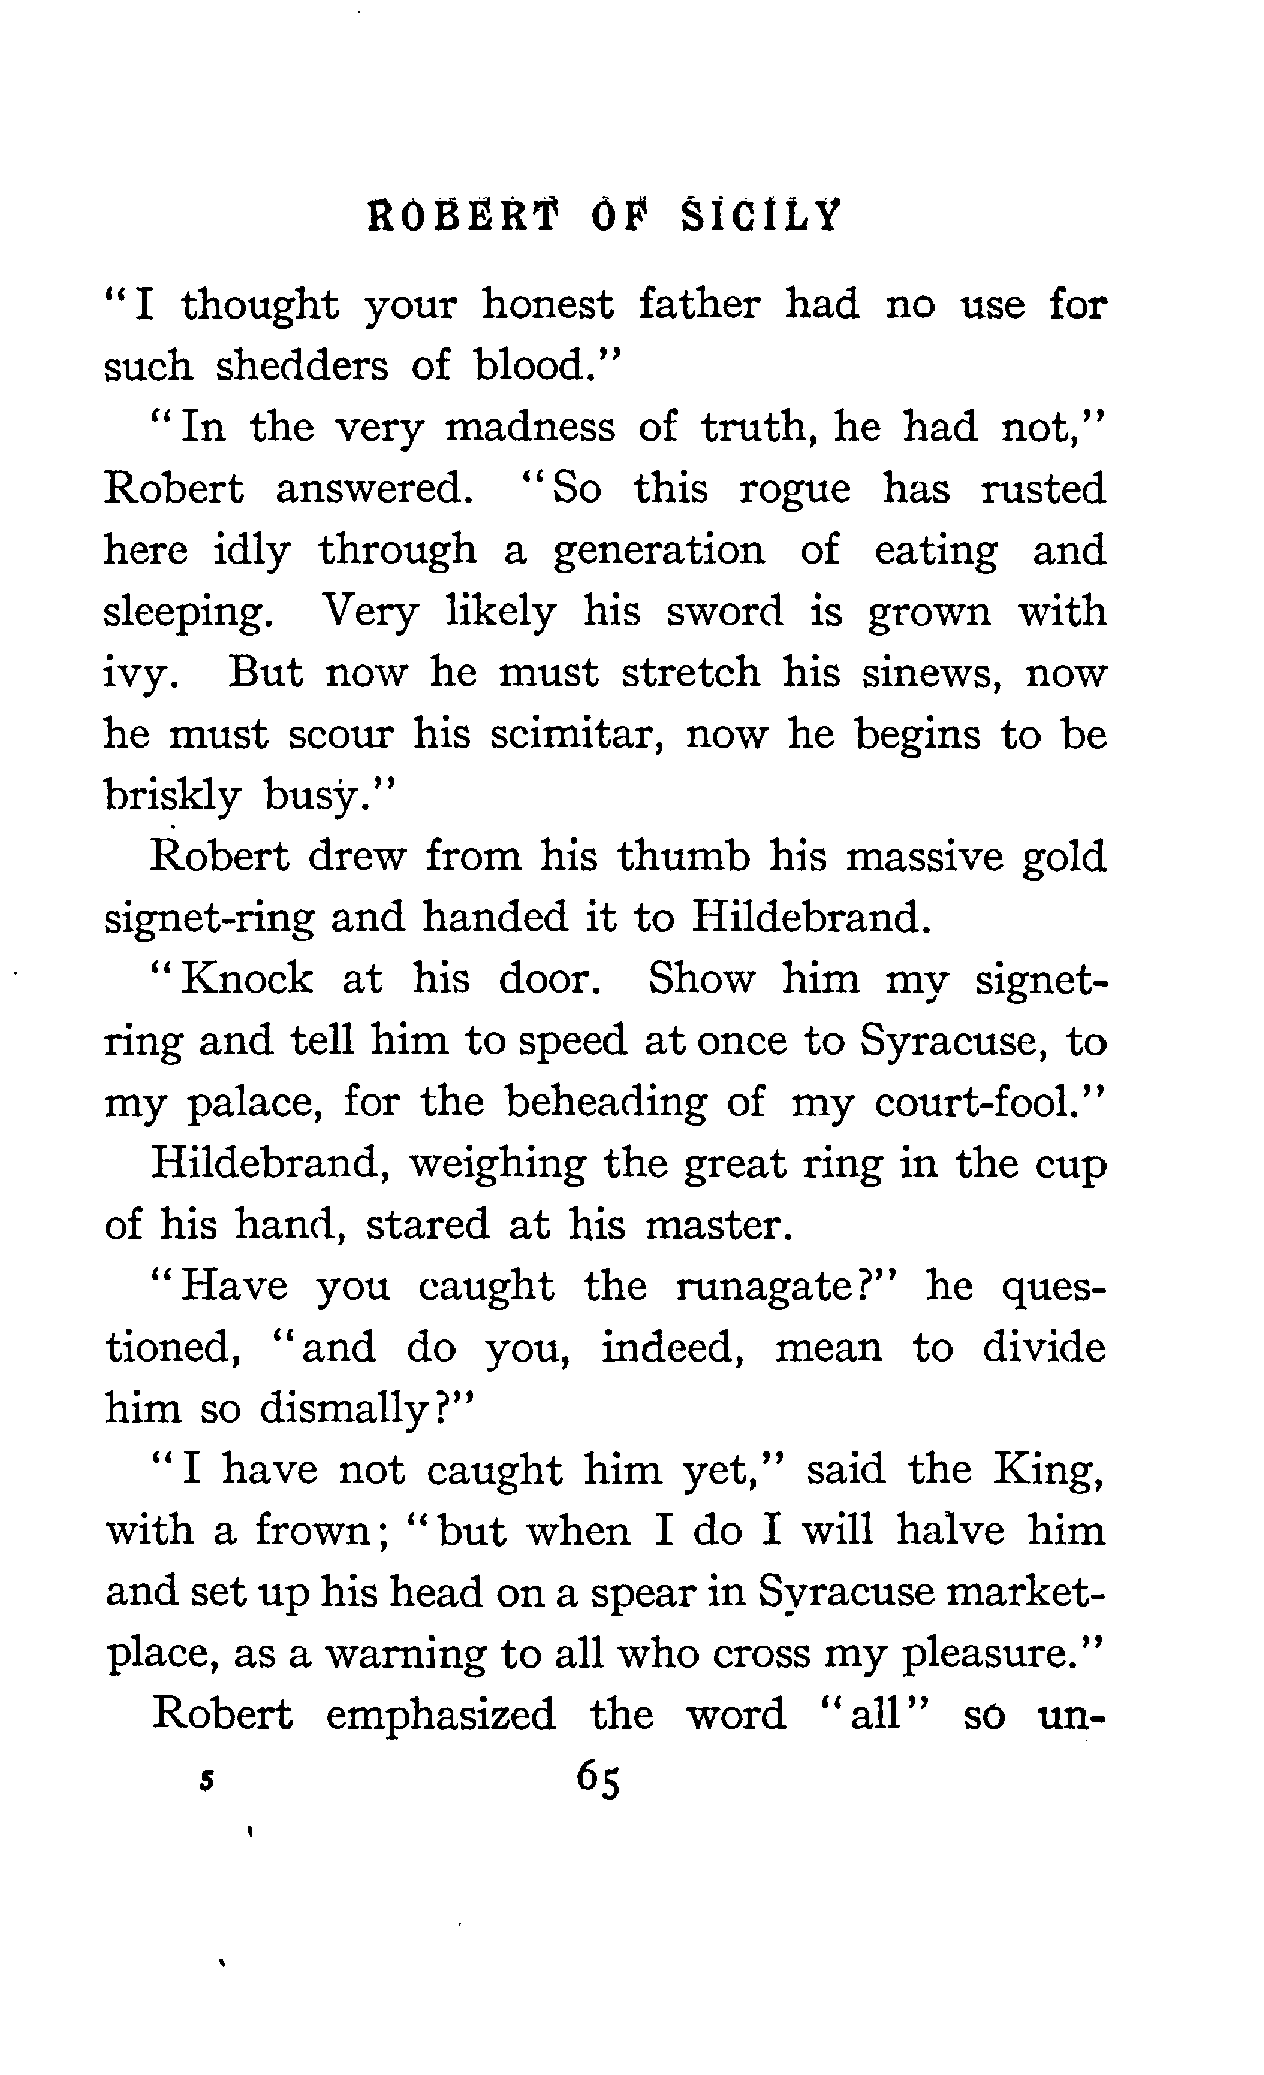 ROBERT OF SICILY
"I thought your honest father had no use for
such shedders of blood."
"In the very madness of truth, he had not,"
Robert answered. "So this rogue has rusted
here idly through a generation of eating and
sleeping. Very likely his sword is grown with
ivy. But now he must stretch his sinews, now
he must scour his scimitar, now he begins to be
briskly busy."
Robert drew from his thumb his massive gold
signet-ring and handed it to Hildebrand.
"Knock at his door. Show him my signet-
ring and tell him to speed at once to Syracuse, to
my palace, for the beheading of my court-fool."
Hildebrand, weighing the great ring in the cup
of his hand, stared at his master.
"Have you caught the runagate?" he ques-
tioned, "and do you, indeed, mean to divide
him so dismally?"
"I have not caught him yet," said the King,
with a frown; "but when I do I will halve him
and set up his head on a spear in Syracuse market-
place, as a warning to all who cross my pleasure."
Robert emphasized the word "all" so un-
5 65